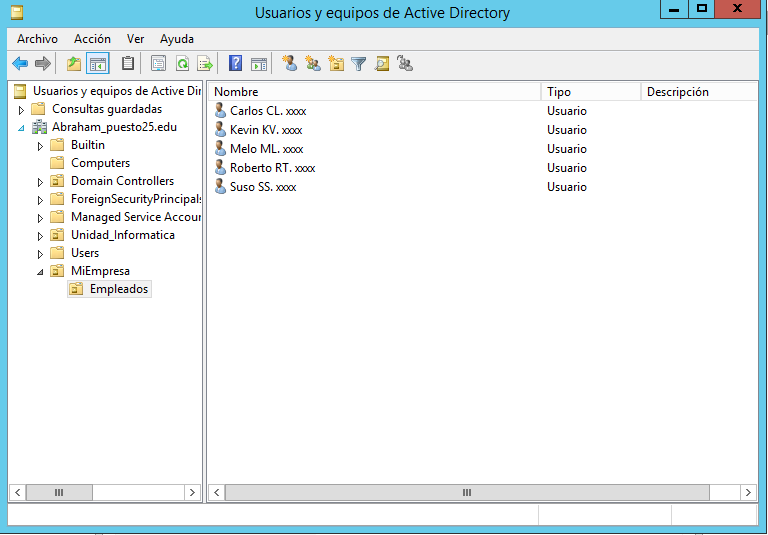 Usuarios y equipos de Active Directory
Archivo Acción Ver Ayuda
Usuarios y equipos de Active Dir
Consultas guardadas
Abraham_puesto25.edu
Builtin
Computers
Domain Controllers
ForeignSecurityPrincipals
Managed Service Accour
Unidad_Informatica
Users
MiEmpresa
Empleados
Nombre Tipo Descripción
Carlos CL. xxxx Usuario
Kevin KV. xxxx Usuario
Melo ML. xxxx Usuario
Roberto RT. xxxx Usuario
Suso SS. xxxx Usuario